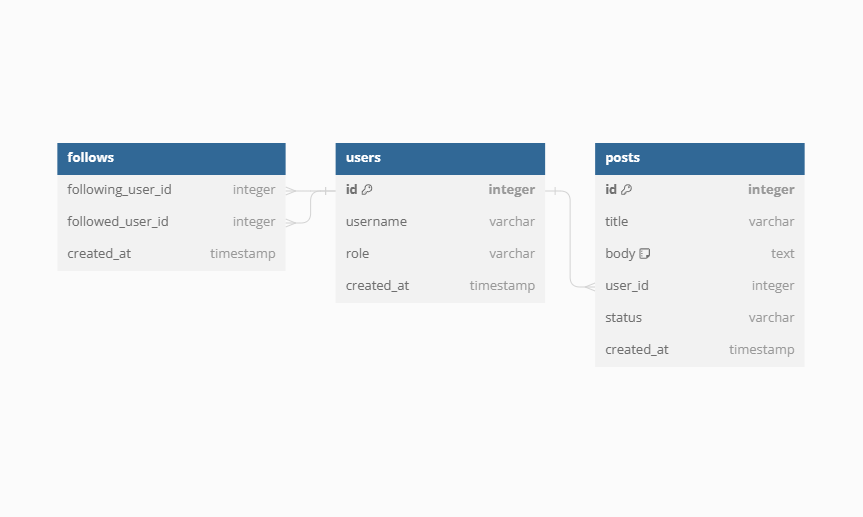 follows
following_user_id integer
followed_user_id integer
created_at timestamp
users
id integer
username varchar
role varchar
created_at timestamp
posts
id integer
title varchar
body text
user_id integer
status varchar
created_at timestamp